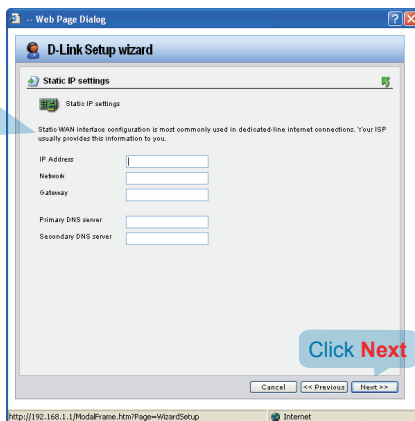 -- Web Page Dialog
D-Link Setup wizard
Static IP settings
Static IP settings
Static WAN interface configuration is most commonly used in dedicated-line internet connections. Your ISP
usually provides this information to you.
IP Address
Network
Gateway
Primary DNS server
Secondary DNS server
Click Next
Cancel
<< Previous
Next >>
http://192.168.1.1/ModalFrame.htm?Page=WizardSetup
Internet